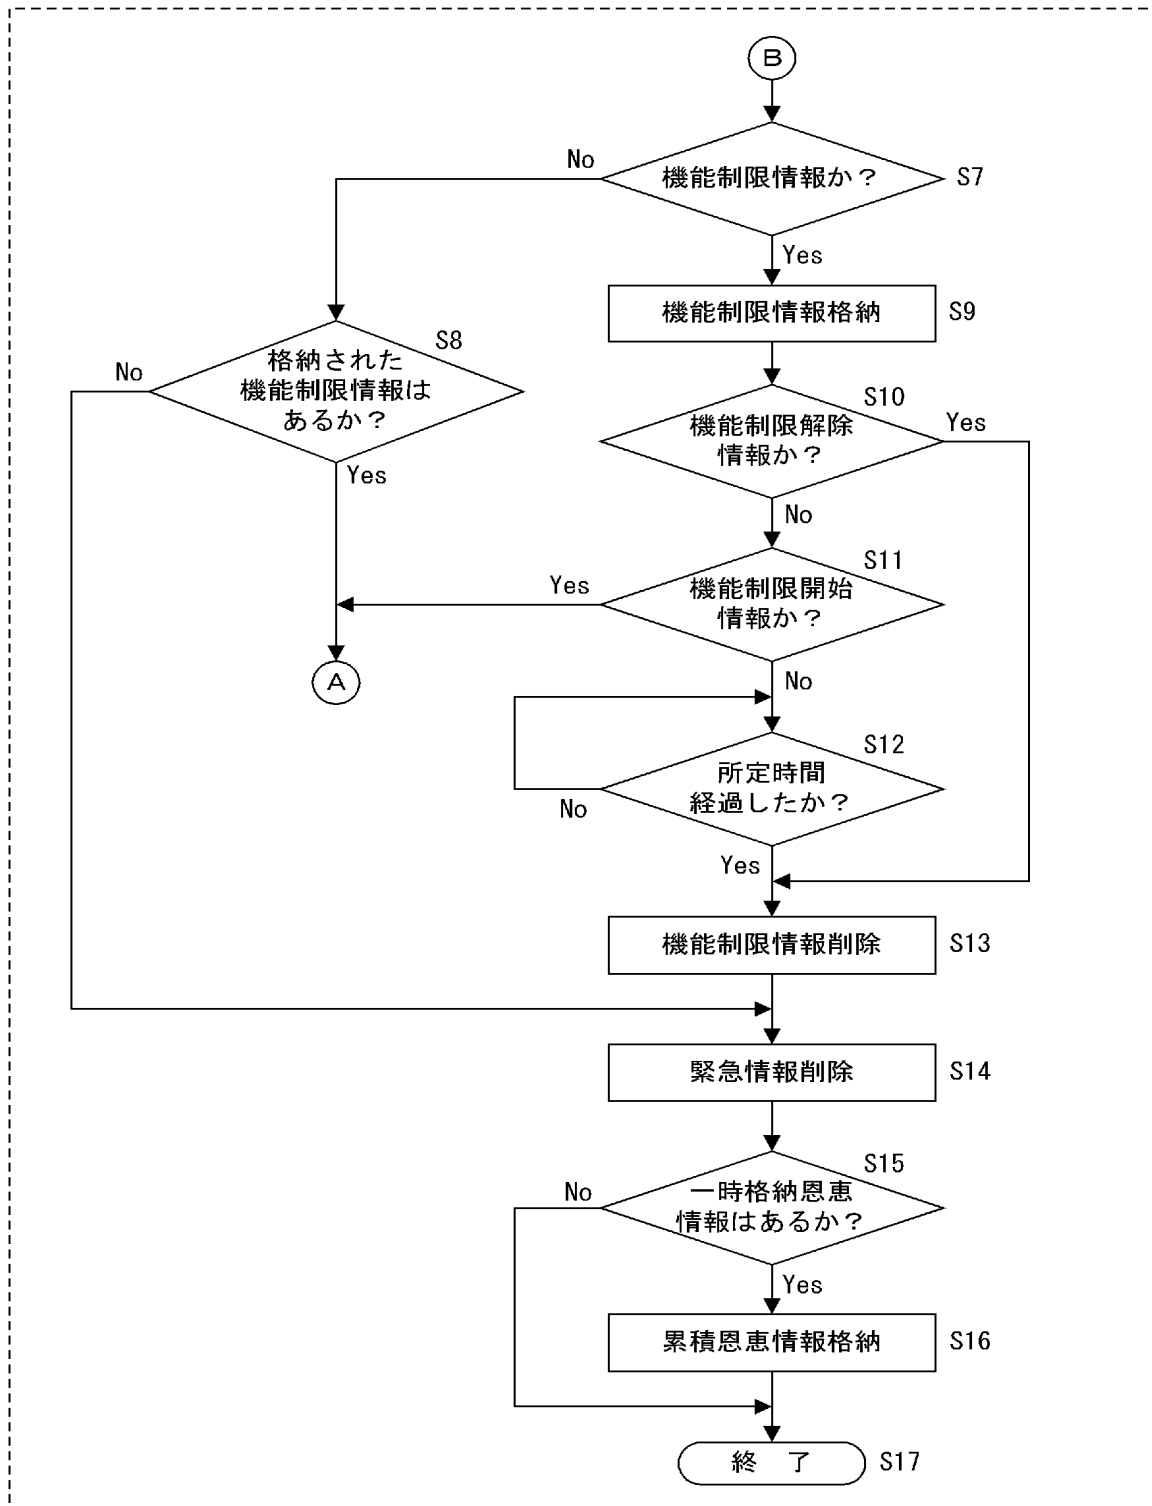 B
機能制限情報か?
S7
No
Yes
機能制限情報格納
S9
格納された
機能制限情報は
あるか?
S8
No
Yes
機能制限解除
情報か?
S10
Yes
No
機能制限開始
情報か?
S11
Yes
No
A
所定時間
経過したか?
S12
No
Yes
機能制限情報削除
S13
緊急情報削除
S14
一時格納恩恵
情報はあるか?
S15
No
Yes
累積恩恵情報格納
S16
終 了
S17